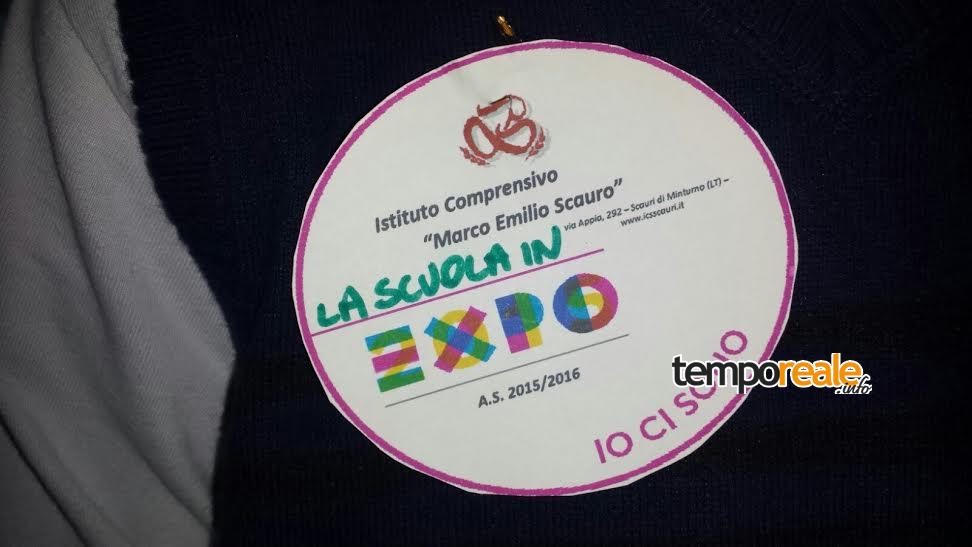 Istituto Comprensivo
"Marco Emilio Scauro"
via Appia, 292 – Scauri di Minturno (LT) –
www.icsscauri.it
LA SCUOLA IN
EXPO
A.S. 2015/2016
IO CI
temporeale
.info